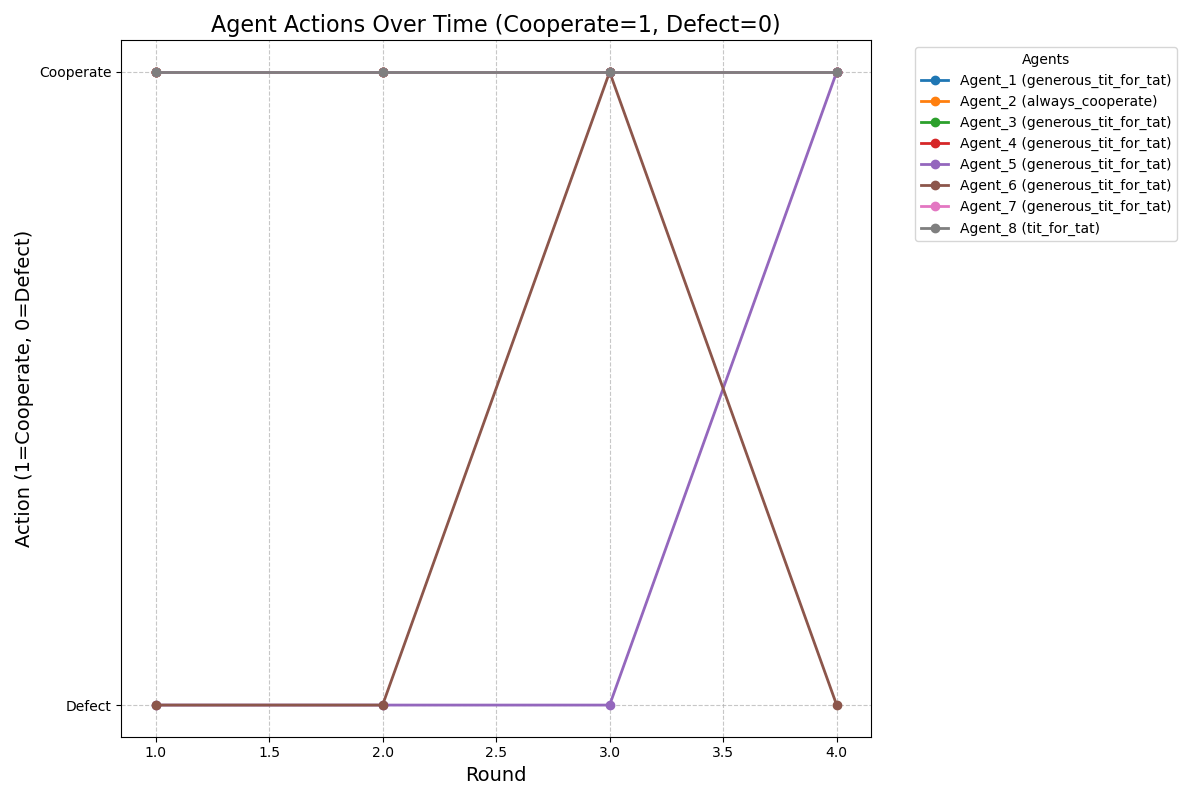 Agent Actions Over Time (Cooperate=1, Defect=0)
Action (1=Cooperate, 0=Defect)
Cooperate
Defect
1.0
1.5
2.0
2.5
3.0
3.5
4.0
Round
Agents
Agent_1 (generous_tit_for_tat)
Agent_2 (always_cooperate)
Agent_3 (generous_tit_for_tat)
Agent_4 (generous_tit_for_tat)
Agent_5 (generous_tit_for_tat)
Agent_6 (generous_tit_for_tat)
Agent_7 (generous_tit_for_tat)
Agent_8 (tit_for_tat)